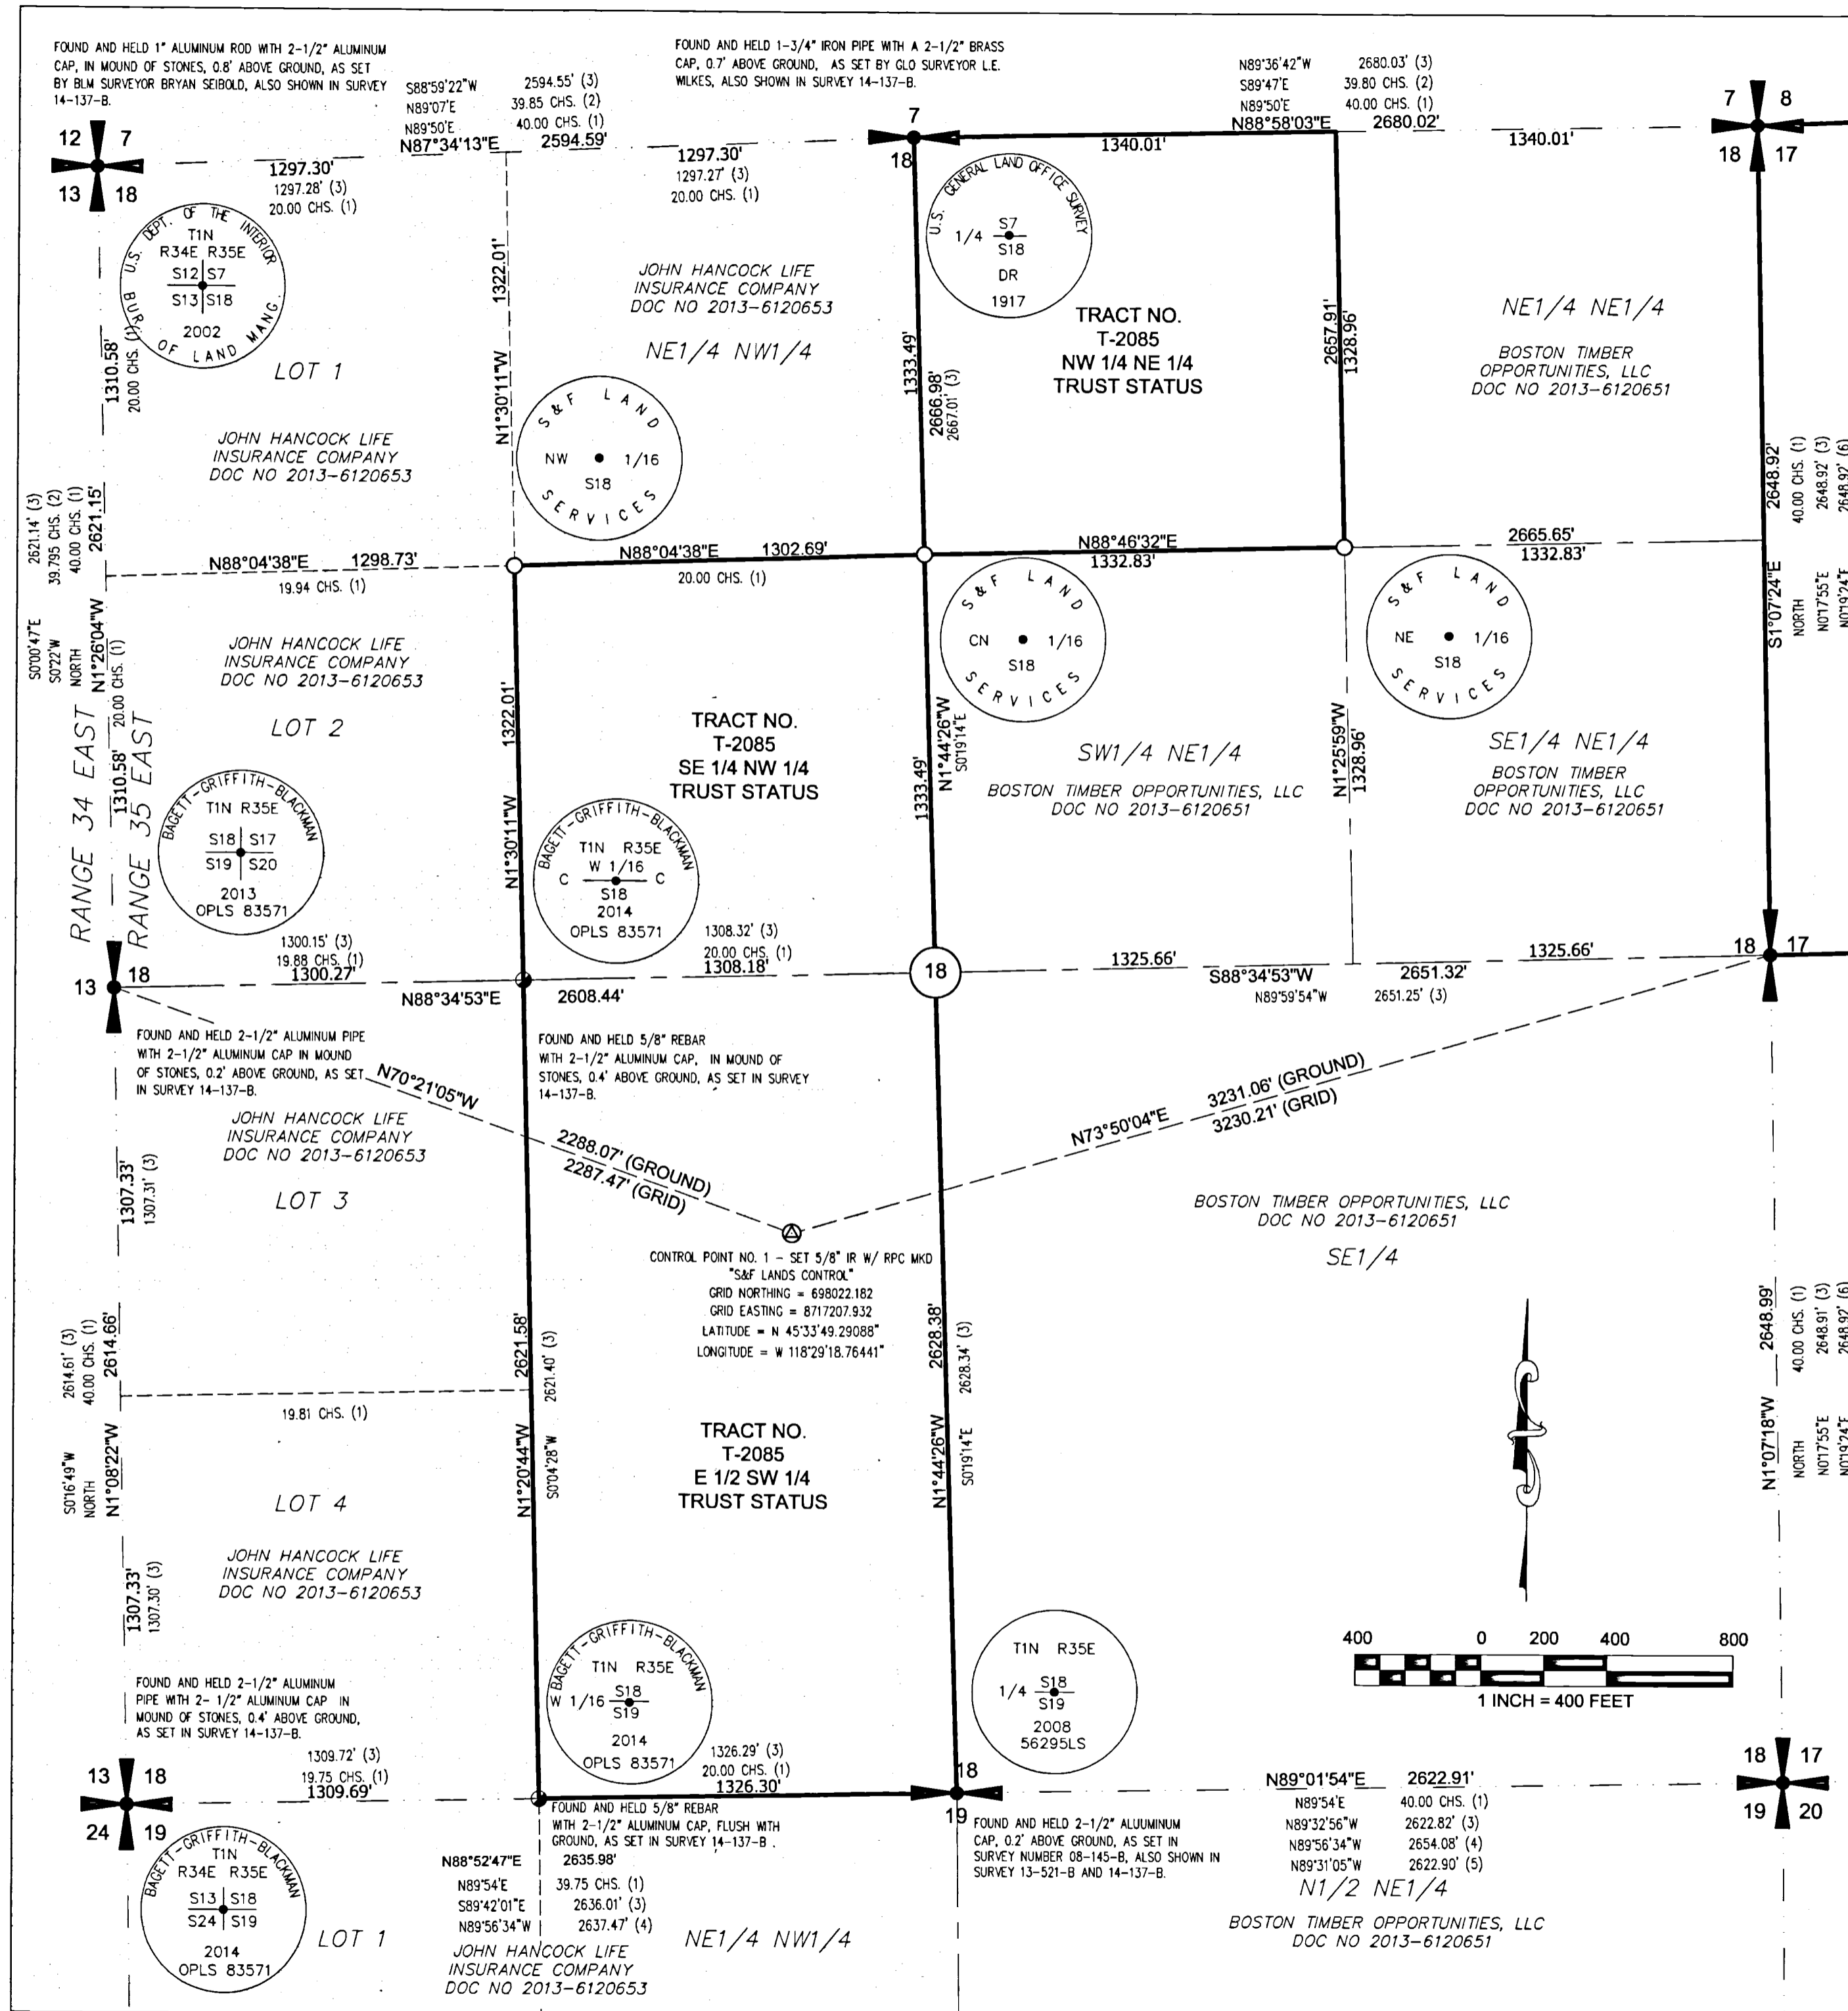 FOUND AND HELD 1" ALUMINUM ROD WITH 2-1/2" ALUMINUM
CAP, IN MOUND OF STONES, 0.8' ABOVE GROUND, AS SET
BY BLM SURVEYOR BRYAN SEIBOLD, ALSO SHOWN IN SURVEY
14-137-B.
S88°59'22"W 2594.55' (3)
N89°07'E 39.85 CHS. (2)
N89°50'E 40.00 CHS. (1)
N87°34'13"E 2594.59'
FOUND AND HELD 1-3/4" IRON PIPE WITH A 2-1/2" BRASS
CAP, 0.7' ABOVE GROUND, AS SET BY GLO SURVEYOR L.E.
WILKES, ALSO SHOWN IN SURVEY 14-137-B.
N89°36'42"W 2680.03' (3)
S89°47'E 39.80 CHS. (2)
N89°50'E 40.00 CHS. (1)
N88°58'03"E 2680.02'
12 7
13 18
1297.30'
1297.28' (3)
20.00 CHS. (1)
1297.30'
1297.27' (3)
20.00 CHS. (1)
7
18
1340.01'
1340.01'
7 8
18 17
U.S. DEPT. OF THE INTERIOR
T1N
R34E R35E
S12 S7
S13 S18
2002
BUR. OF LAND MANG.
U.S. GENERAL LAND OFFICE SURVEY
1/4 S7
S18
DR
1917
1310.58'
20.00 CHS. (1)
LOT 1
JOHN HANCOCK LIFE
INSURANCE COMPANY
DOC NO 2013-6120653
1322.01'
N1°30'11"W
JOHN HANCOCK LIFE
INSURANCE COMPANY
DOC NO 2013-6120653
NE1/4 NW1/4
S&F LAND
NW 1/16
S18
SERVICES
1333.49'
2666.98'
2667.01' (3)
TRACT NO.
T-2085
NW 1/4 NE 1/4
TRUST STATUS
2657.91'
1328.96'
NE1/4 NE1/4
BOSTON TIMBER
OPPORTUNITIES, LLC
DOC NO 2013-6120651
2621.14' (3)
39.795 CHS. (2)
40.00 CHS. (1)
2621.15'
S0°00'47"E
S0°22'W
NORTH
N1°26'04"W
20.00 CHS. (1)
1310.58'
2648.92'
40.00 CHS. (1)
2648.92' (3)
2648.92' (6)
S1°07'24"E
NORTH
N0°17'55"E
N0°19'24"E
N88°04'38"E 1298.73'
19.94 CHS. (1)
N88°04'38"E 1302.69'
20.00 CHS. (1)
N88°46'32"E
1332.83'
2665.65'
1332.83'
S&F LAND
CN 1/16
S18
SERVICES
S&F LAND
NE 1/16
S18
SERVICES
RANGE 34 EAST
RANGE 35 EAST
JOHN HANCOCK LIFE
INSURANCE COMPANY
DOC NO 2013-6120653
LOT 2
1322.01'
N1°30'11"W
TRACT NO.
T-2085
SE 1/4 NW 1/4
TRUST STATUS
1333.49'
N1°44'26"W
S0°19'14"E
SW1/4 NE1/4
BOSTON TIMBER OPPORTUNITIES, LLC
DOC NO 2013-6120651
N1°25'59"W
1328.96'
SE1/4 NE1/4
BOSTON TIMBER
OPPORTUNITIES, LLC
DOC NO 2013-6120651
BAGETT-GRIFFITH-BLACKMAN
T1N R35E
S18 S17
S19 S20
2013
OPLS 83571
BAGETT-GRIFFITH-BLACKMAN
T1N R35E
W 1/16
C C
S18
2014
OPLS 83571
1300.15' (3)
19.88 CHS. (1)
1300.27'
1308.32' (3)
20.00 CHS. (1)
1308.18'
13 18
N88°34'53"E 2608.44'
18
1325.66'
S88°34'53"W 2651.32'
N89°59'54"W 2651.25' (3)
1325.66'
18 17
FOUND AND HELD 2-1/2" ALUMINUM PIPE
WITH 2-1/2" ALUMINUM CAP IN MOUND
OF STONES, 0.2' ABOVE GROUND, AS SET
IN SURVEY 14-137-B.
FOUND AND HELD 5/8" REBAR
WITH 2-1/2" ALUMINUM CAP, IN MOUND OF
STONES, 0.4' ABOVE GROUND, AS SET IN SURVEY
14-137-B.
N70°21'05"W
2288.07' (GROUND)
2287.47' (GRID)
N73°50'04"E
3231.06' (GROUND)
3230.21' (GRID)
JOHN HANCOCK LIFE
INSURANCE COMPANY
DOC NO 2013-6120653
LOT 3
1307.33'
1307.31' (3)
CONTROL POINT NO. 1 - SET 5/8" IR W/ RPC MKD
"S&F LANDS CONTROL"
GRID NORTHING = 698022.182
GRID EASTING = 8717207.932
LATITUDE = N 45°33'49.29088"
LONGITUDE = W 118°29'18.76441"
BOSTON TIMBER OPPORTUNITIES, LLC
DOC NO 2013-6120651
SE1/4
2614.61' (3)
40.00 CHS. (1)
2614.66'
S0°16'49"W
NORTH
N1°08'22"W
19.81 CHS. (1)
2621.58'
2621.40' (3)
N1°20'44"W
S0°04'28"W
2628.38'
2628.34' (3)
N1°44'26"W
S0°19'14"E
2648.99'
40.00 CHS. (1)
2648.91' (3)
2648.92' (6)
N1°07'18"W
NORTH
N0°17'55"E
N0°19'24"E
TRACT NO.
T-2085
E 1/2 SW 1/4
TRUST STATUS
LOT 4
JOHN HANCOCK LIFE
INSURANCE COMPANY
DOC NO 2013-6120653
1307.33'
1307.30' (3)
BAGETT-GRIFFITH-BLACKMAN
T1N R35E
W 1/16 S18
S19
2014
OPLS 83571
T1N R35E
1/4 S18
S19
2008
56295LS
400 0 200 400 800
1 INCH = 400 FEET
FOUND AND HELD 2-1/2" ALUMINUM
PIPE WITH 2- 1/2" ALUMINUM CAP IN
MOUND OF STONES, 0.4' ABOVE GROUND,
AS SET IN SURVEY 14-137-B.
1309.72' (3)
19.75 CHS. (1)
1309.69'
1326.29' (3)
20.00 CHS. (1)
1326.30'
13 18
24 19
18
19
18 17
19 20
N89°01'54"E 2622.91'
N89°54'E 40.00 CHS. (1)
N89°32'56"W 2622.82' (3)
N89°56'34"W 2654.08' (4)
N89°31'05"W 2622.90' (5)
FOUND AND HELD 5/8" REBAR
WITH 2-1/2" ALUMINUM CAP, FLUSH WITH
GROUND, AS SET IN SURVEY 14-137-B .
FOUND AND HELD 2-1/2" ALUUMINUM
CAP, 0.2' ABOVE GROUND, AS SET IN
SURVEY NUMBER 08-145-B, ALSO SHOWN IN
SURVEY 13-521-B AND 14-137-B.
BAGETT-GRIFFITH-BLACKMAN
T1N
R34E R35E
S13 S18
S24 S19
2014
OPLS 83571
LOT 1
N88°52'47"E 2635.98'
N89°54'E 39.75 CHS. (1)
S89°42'01"E 2636.01' (3)
N89°56'34"W 2637.47' (4)
JOHN HANCOCK LIFE
INSURANCE COMPANY
DOC NO 2013-6120653
NE1/4 NW1/4
N1/2 NE1/4
BOSTON TIMBER OPPORTUNITIES, LLC
DOC NO 2013-6120651